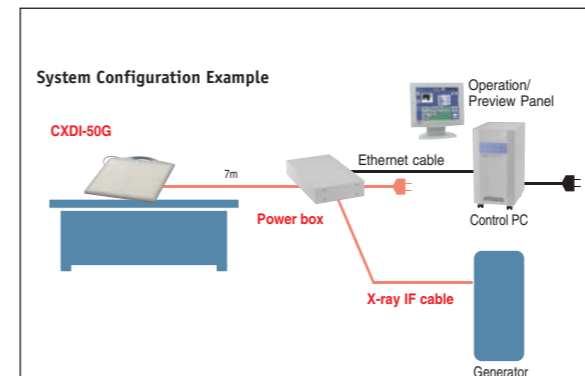 System Configuration Example
Operation/
Preview Panel
CXDI-50G
7m
Ethernet cable
Power box
Control PC
X-ray IF cable
Generator